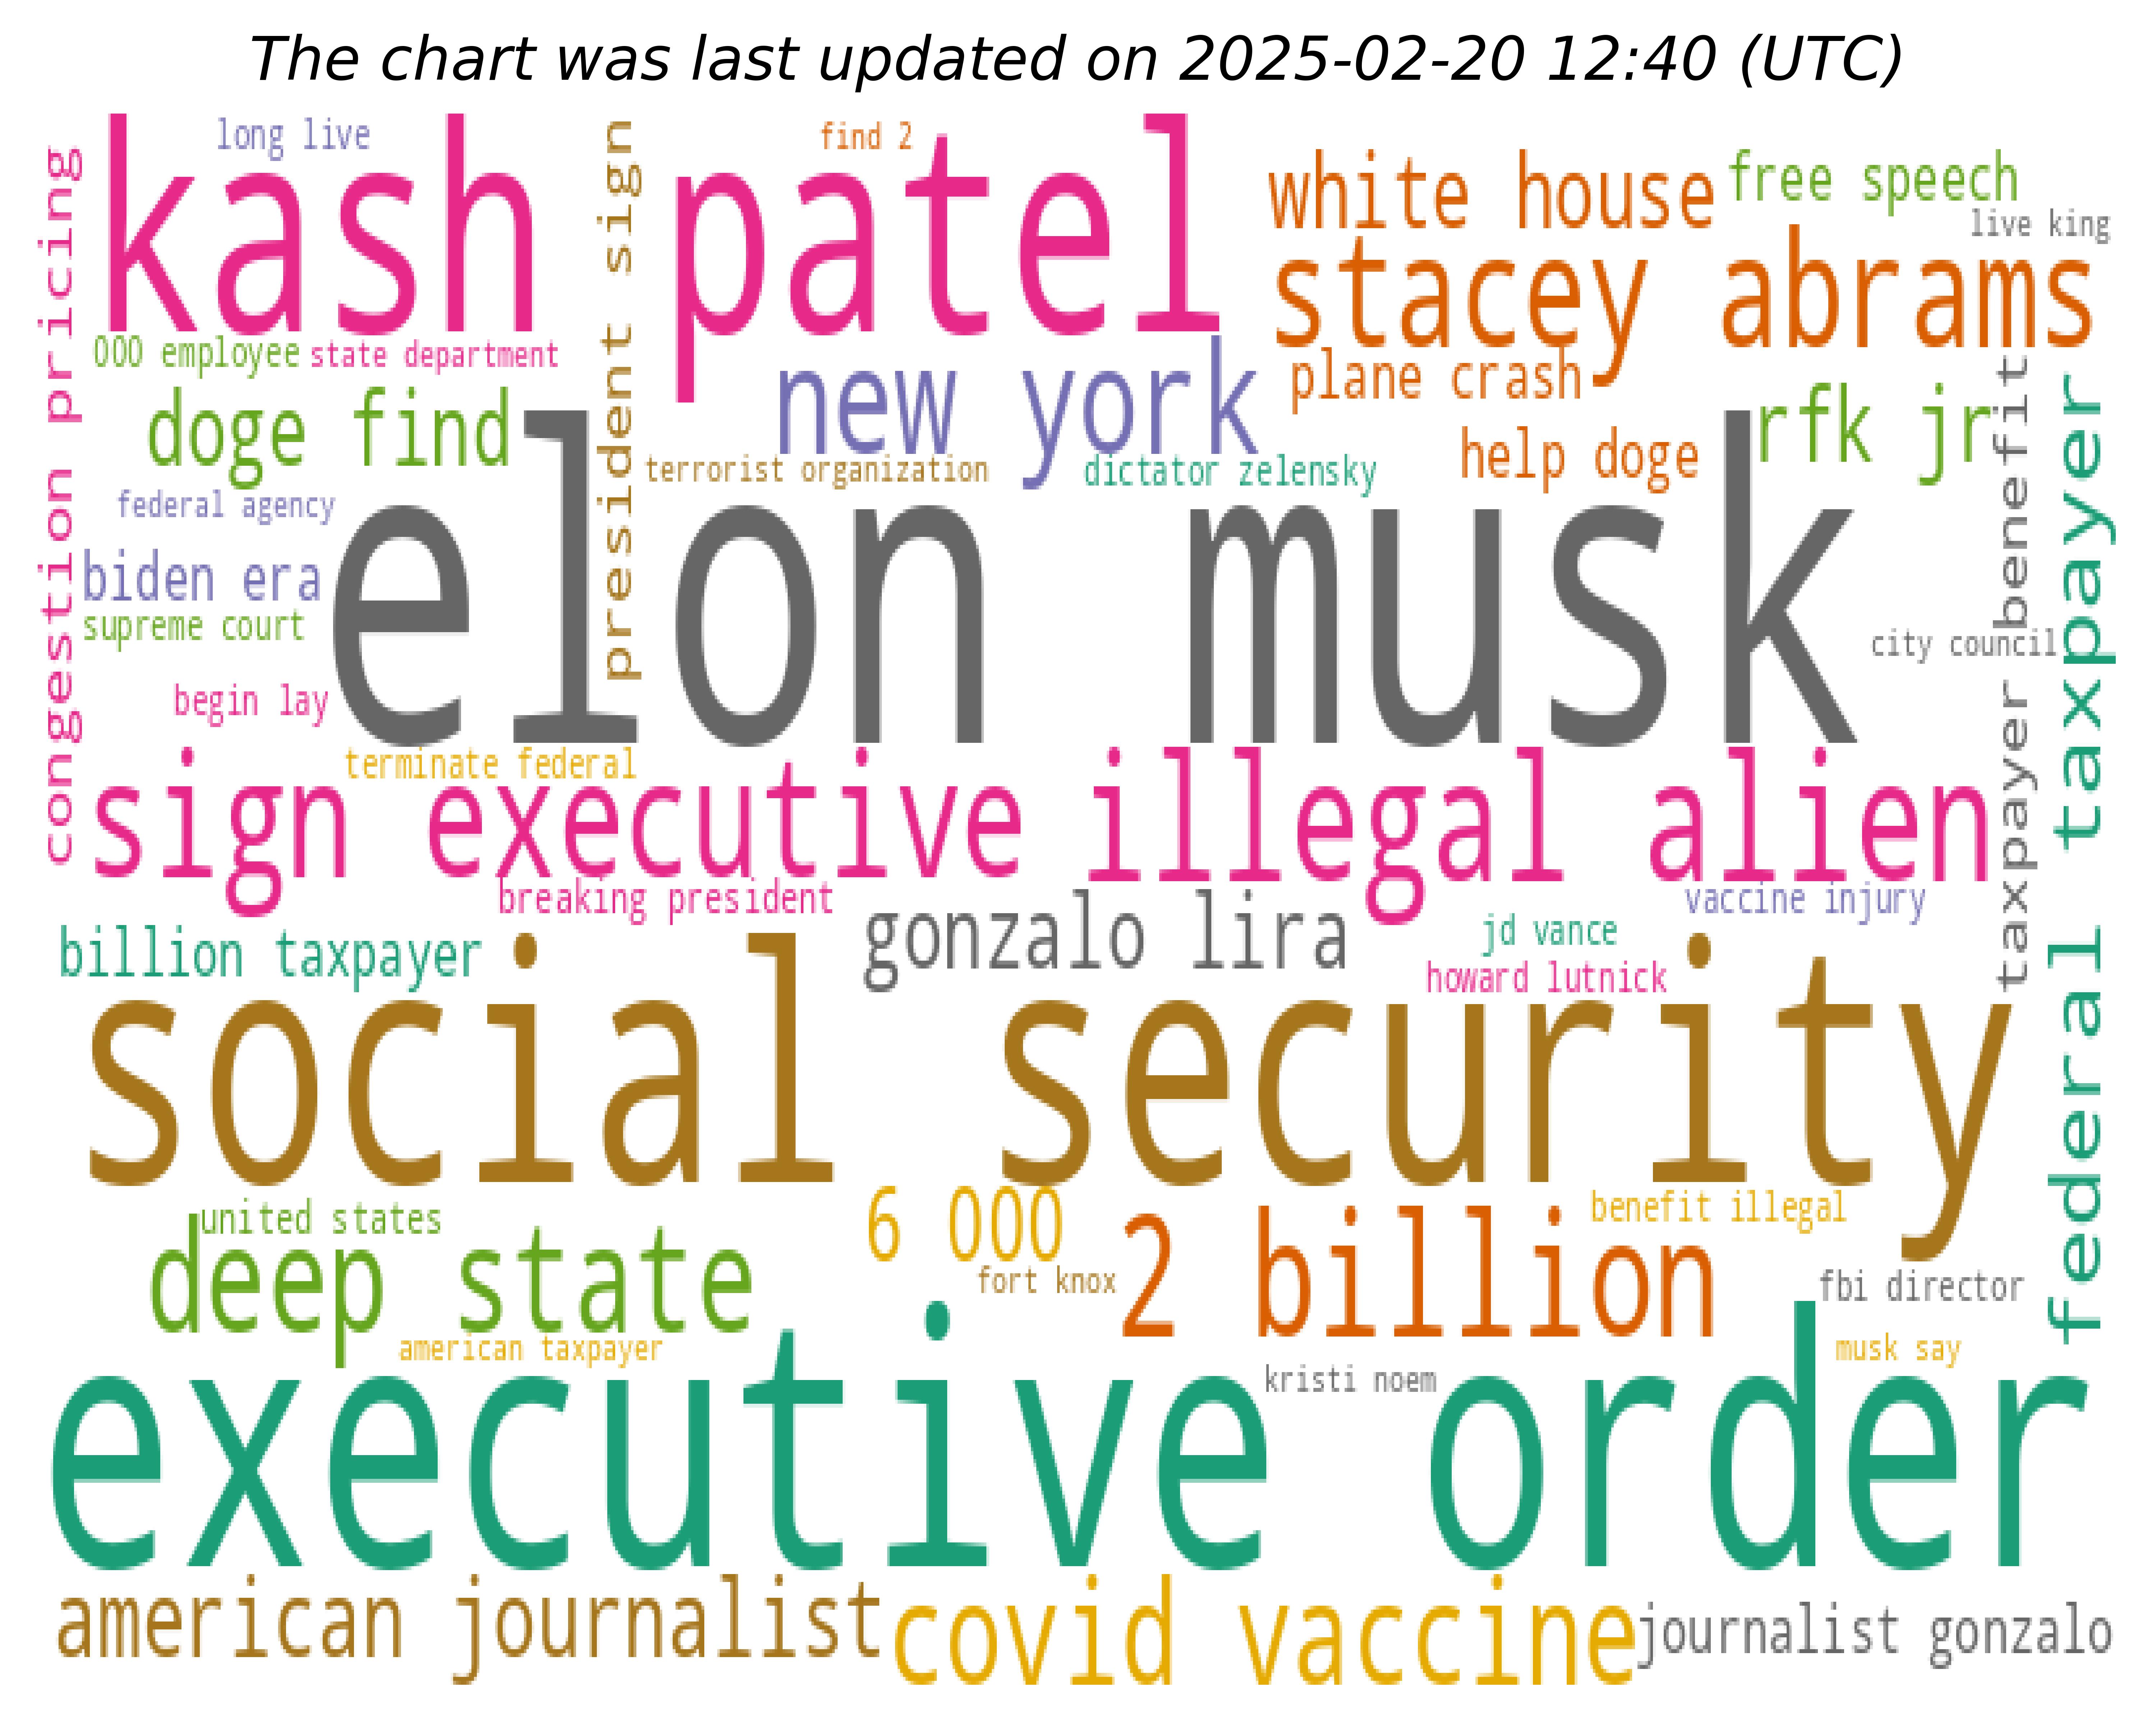 The chart was last updated on 2025-02-20 12:40 (UTC)
long live
find 2
kash patel
white house
free speech
live king
stacey abrams
congestion pricing
president sign
000 employee
state department
new york
plane crash
doge find
rfk jr
help doge
terrorist organization
dictator zelensky
federal agency
elon musk
taxpayer benefit
federal taxpayer
biden era
supreme court
city council
begin lay
terminate federal
sign executive
illegal alien
breaking president
gonzalo lira
vaccine injury
jd vance
billion taxpayer
howard lutnick
social security
united states
6 000
benefit illegal
deep state
2 billion
fort knox
fbi director
american taxpayer
musk say
kristi noem
executive order
american journalist
covid vaccine
journalist gonzalo